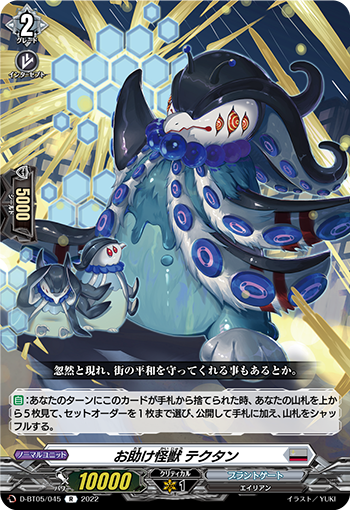 2
グレード
インターセプト
シールド
5000
忽然と現れ、街の平和を守ってくれる事もあるとか。
自:あなたのターンにこのカードが手札から捨てられた時、あなたの山札を上か
ら5枚見て、セットオーダーを1枚まで選び、公開して手札に加え、山札をシャッ
フルする。
ノーマルユニット
お助け怪獣 テクタン
パワー 10000
クリティカル
1
ブラントゲート
エイリアン
D-BT05/045 R 2022
イラスト/YUKI